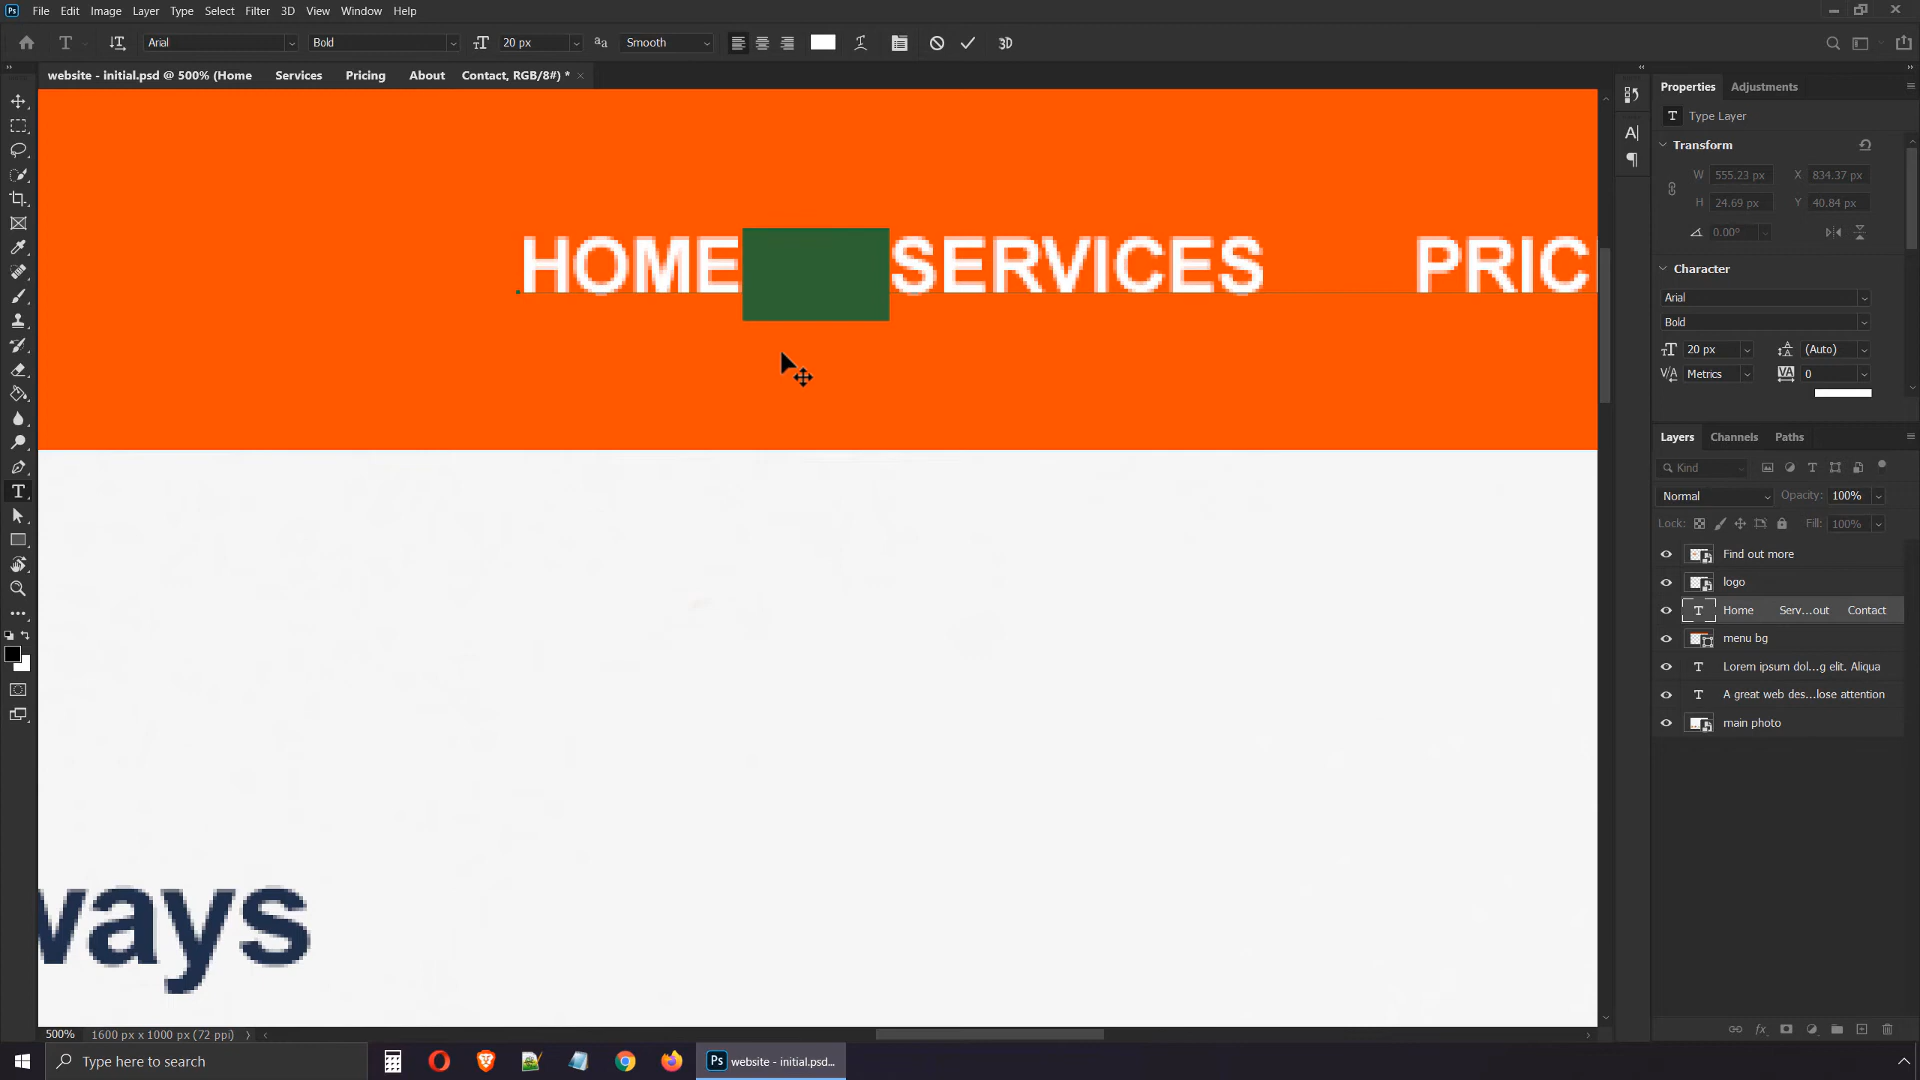 Ps File Edit Image Layer Type Select Filter 3D View Window Help
T Arial Bold 20 px Smooth 3D
website - initial.psd @ 500% (Home Services Pricing About Contact, RGB/8#) * ×
HOME SERVICES PRIC
ways
Properties Adjustments
T Type Layer
Transform
W 555.23 px X 834.37 px
H 24.69 px Y 40.84 px
0.00°
Character
Arial
Bold
20 px (Auto)
Metrics 0
Layers Channels Paths
Kind
Normal Opacity: 100%
Lock: Fill: 100%
Find out more
logo
T Home Serv...out Contact
menu bg
T Lorem ipsum dol...g elit. Aliqua
T A great web des...lose attention
main photo
500% 1600 px x 1000 px (72 ppi)
Type here to search
Ps website - initial.psd...